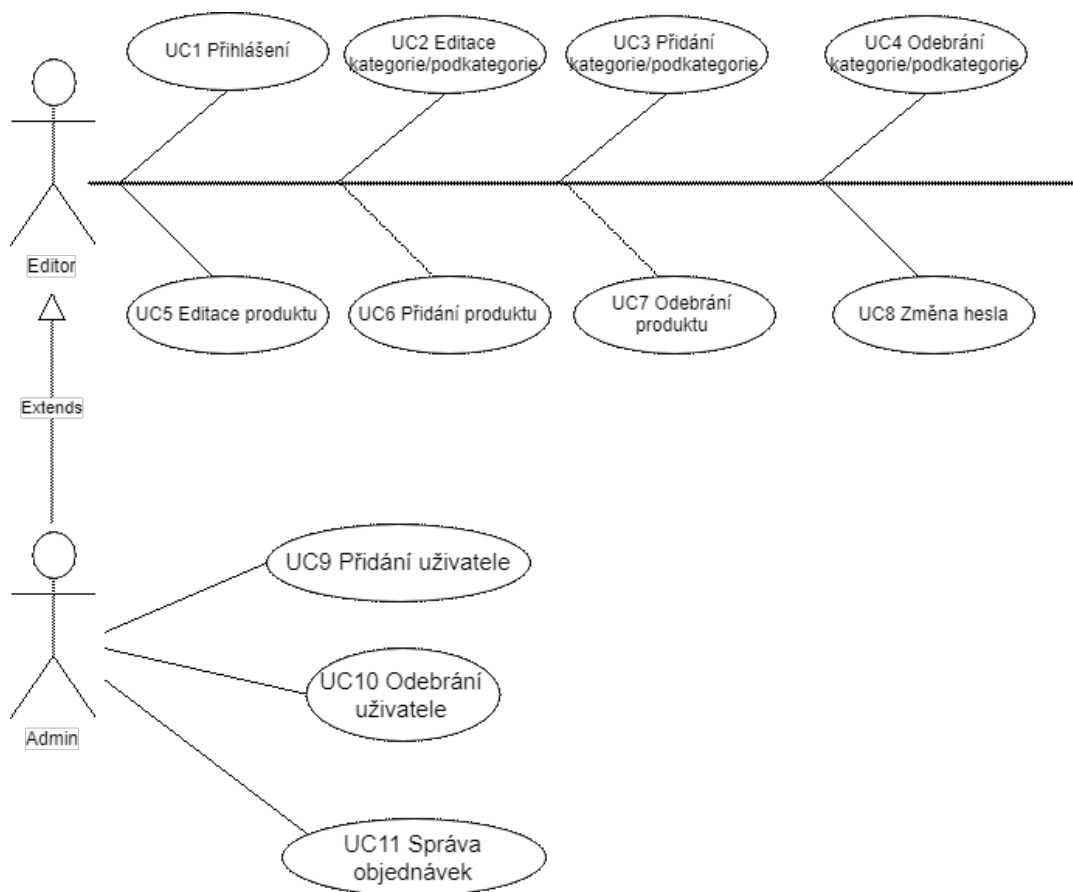 UC1 Přihlášení
UC2 Editace
kategorie/podkategorie
UC3 Přidání
kategorie/podkategorie
UC4 Odebrání
kategorie/podkategorie
Editor
UC5 Editace produktu
UC6 Přidání produktu
UC7 Odebrání
produktu
UC8 Změna hesla
Extends
UC9 Přidání uživatele
UC10 Odebrání
uživatele
Admin
UC11 Správa
objednávek